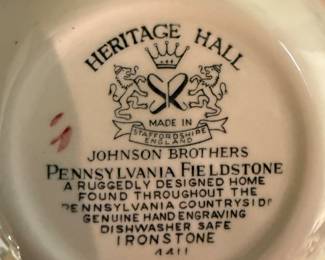 HERITAGE HALL
MADE IN
STAFFORDSHIRE
ENGLAND
JOHNSON BROTHERS
PENNSYLVANIA FIELDSTONE
A RUGGEDLY DESIGNED HOME
FOUND THROUGHOUT THE
PENNSYLVANIA COUNTRYSIDE
GENUINE HAND ENGRAVING
DISHWASHER SAFE
IRONSTONE
4411